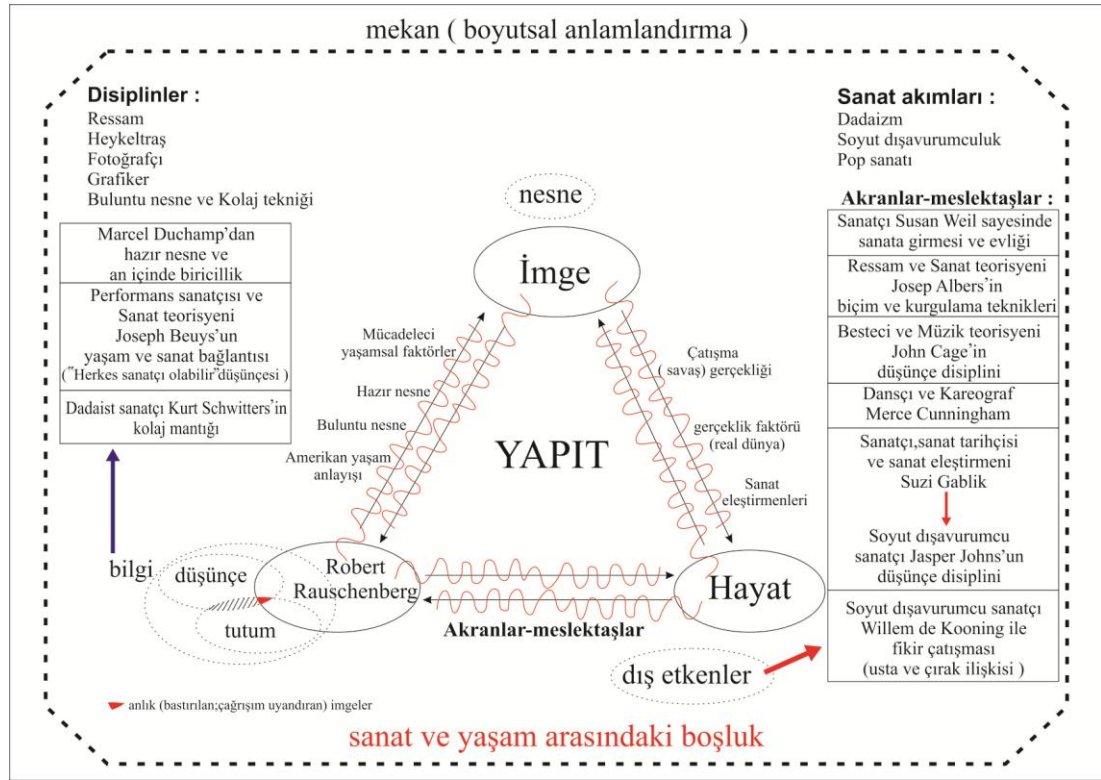 mekan ( boyutsal anlamlandırma )
Disiplinler :
Ressam
Heykeltraş
Fotoğrafçı
Grafiker
Buluntu nesne ve Kolaj tekniği
Marcel Duchamp'dan
hazır nesne ve
an içinde biricillik
Performans sanatçısı ve
Sanat teorisyeni
Joseph Beuys'un
yaşam ve sanat bağlantısı
("Herkes sanatçı olabilir"düşünçesi )
Dadaist sanatçı Kurt Schwitters'in
kolaj mantığı
bilgi
düşünçe
tutum
Robert
Rauschenberg
nesne
İmge
Mücadeleci
yaşamsal faktörler
Hazır nesne
Buluntu nesne
Amerikan yaşam
anlayışı
YAPIT
Çatışma
( savaş) gerçekliği
gerçeklik faktörü
(real dünya)
Sanat
eleştirmenleri
Hayat
Akranlar-meslektaşlar
dış etkenler
Sanat akımları :
Dadaizm
Soyut dışavurumculuk
Pop sanatı
Akranlar-meslektaşlar :
Sanatçı Susan Weil sayesinde
sanata girmesi ve evliği
Ressam ve Sanat teorisyeni
Josep Albers'in
biçim ve kurgulama teknikleri
Besteci ve Müzik teorisyeni
John Cage'in
düşünçe disiplini
Dansçı ve Kareograf
Merce Cunningham
Sanatçı,sanat tarihçisi
ve sanat eleştirmeni
Suzi Gablik
Soyut dışavurumcu
sanatçı Jasper Johns'un
düşünçe disiplini
Soyut dışavurumcu sanatçı
Willem de Kooning ile
fikir çatışması
(usta ve çırak ilişkisi )
anlık (bastırılan;çağrışım uyandıran) imgeler
sanat ve yaşam arasındaki boşluk